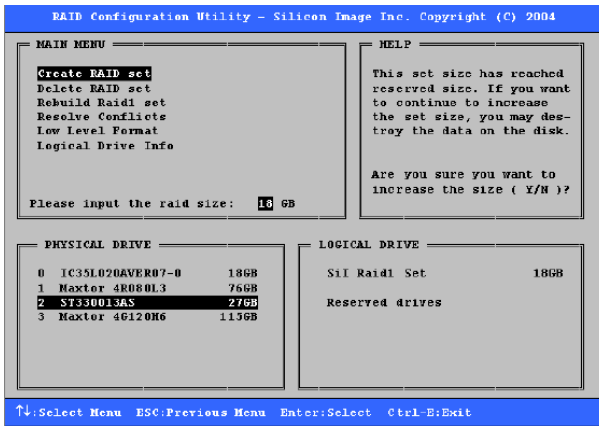 RAID Configuration Utility - Silicon Image Inc. Copyright (C) 2004
MAIN MENU
Create RAID set
Delete RAID set
Rebuild Raid1 set
Resolve Conflicts
Low Level Format
Logical Drive Info
Please input the raid size: 18 GB
HELP
This set size has reached
reserved size. If you want
to continue to increase
the set size, you may des-
troy the data on the disk.
Are you sure you want to
increase the size ( Y/N )?
PHYSICAL DRIVE
0 IC35L020AVER07-0 18GB
1 Maxtor 4R080L3 76GB
2 ST330013AS 27GB
3 Maxtor 4G120H6 115GB
LOGICAL DRIVE
SiI Raid1 Set 18GB
Reserved drives
↑↓:Select Menu ESC:Previous Menu Enter:Select Ctrl-E:Exit